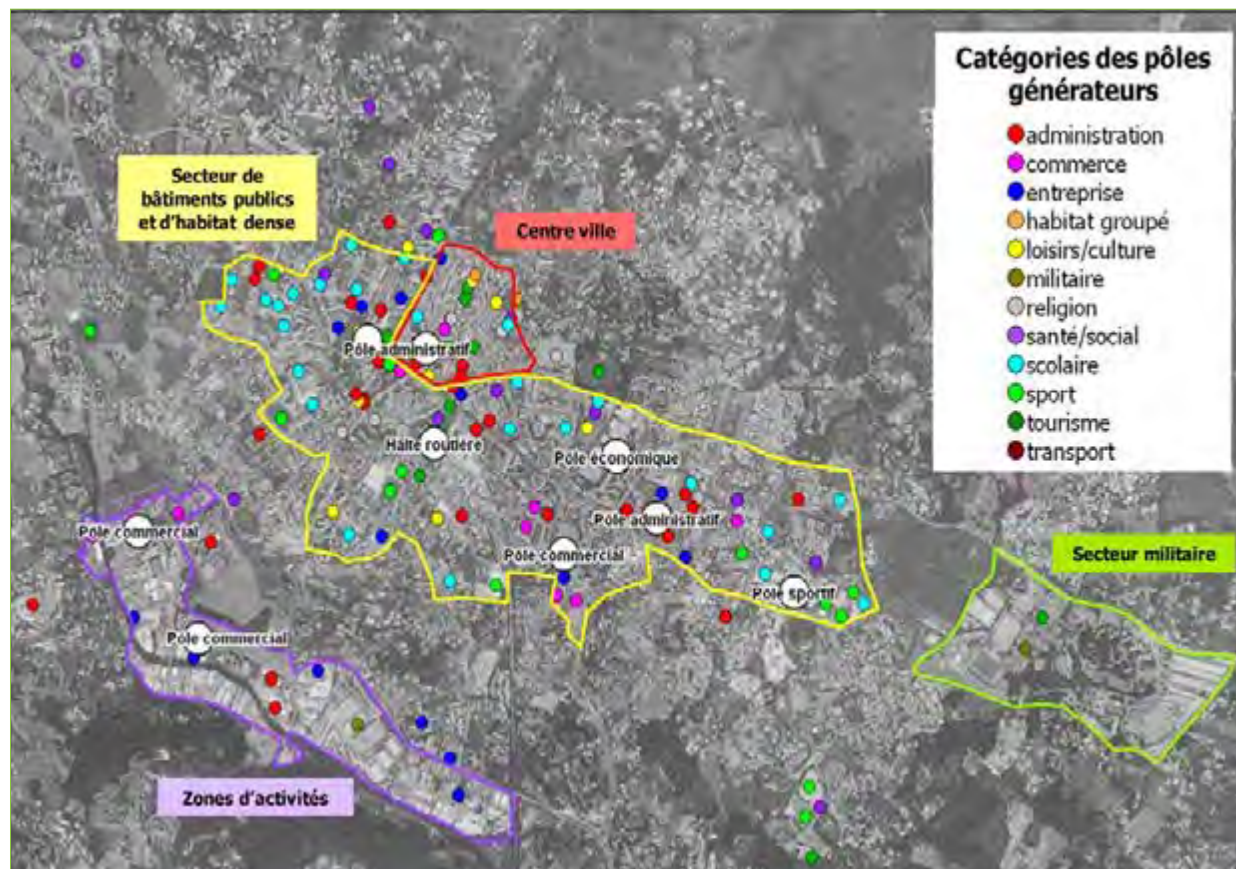 Catégories des pôles
générateurs
administration
commerce
entreprise
habitat groupé
loisirs/culture
militaire
religion
santé/social
scolaire
sport
tourisme
transport
Secteur de
bâtiments publics
et d'habitat dense
Centre ville
Pôle administratif
Halte routière
Pôle économique
Pôle commercial
Pôle administratif
Pôle commercial
Secteur militaire
Pôle sportif
Pôle commercial
Zones d'activités